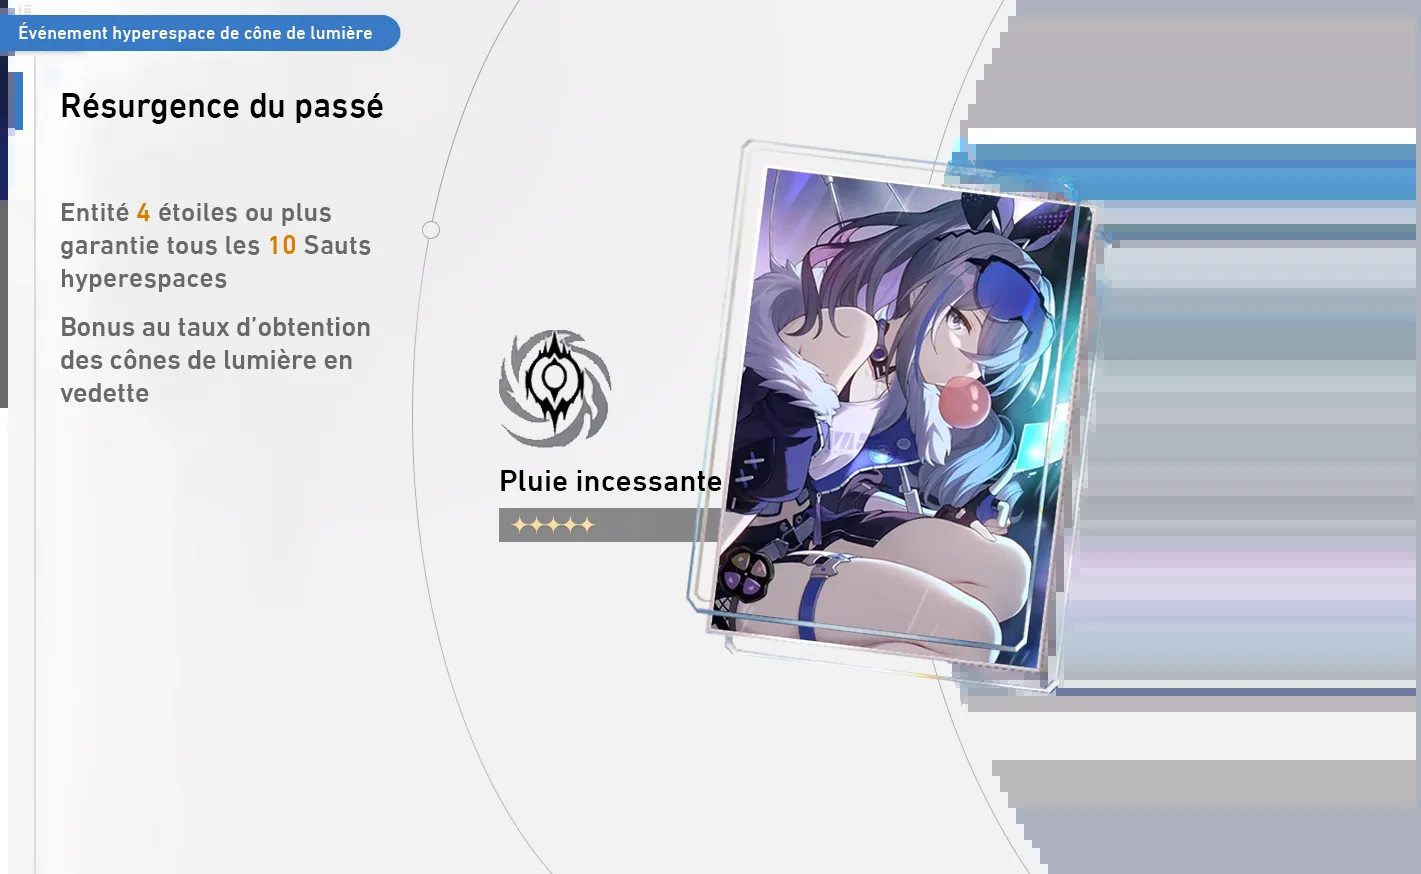 Événement hyperespace de cône de lumière
Résurgence du passé
Entité 4 étoiles ou plus
garantie tous les 10 Sauts
hyperespaces
Bonus au taux d’obtention
des cônes de lumière en
vedette
Pluie incessante